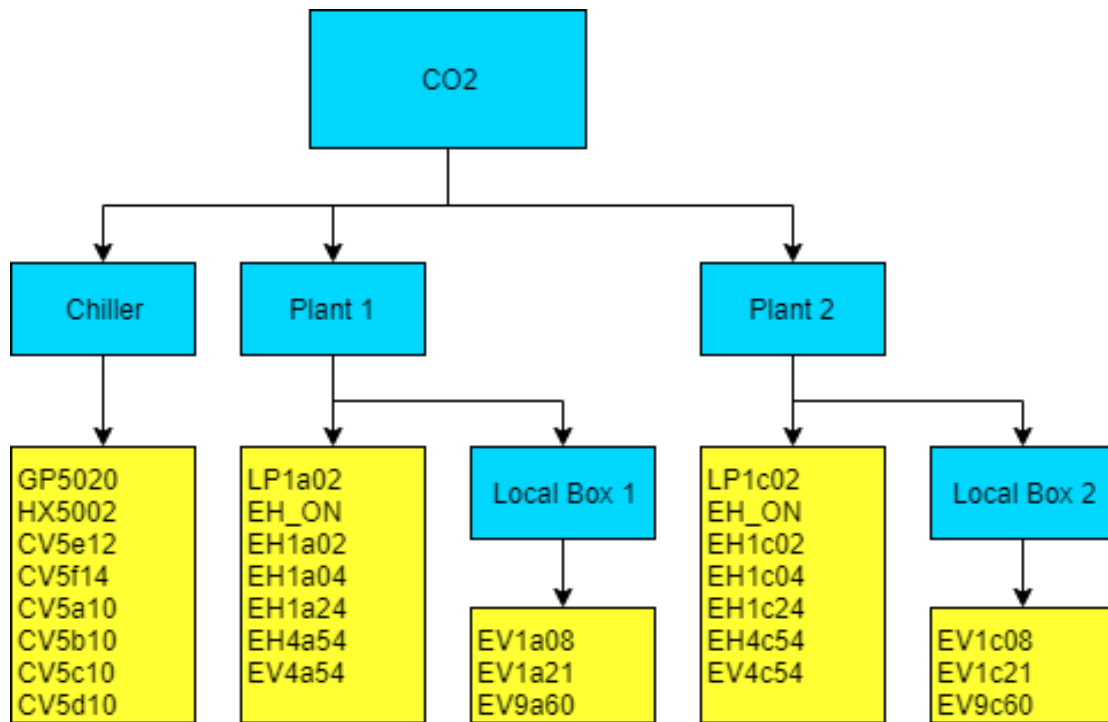 CO2
Chiller
Plant 1
Plant 2
GP5020
HX5002
CV5e12
CV5f14
CV5a10
CV5b10
CV5c10
CV5d10
LP1a02
EH_ON
EH1a02
EH1a04
EH1a24
EH4a54
EV4a54
Local Box 1
EV1a08
EV1a21
EV9a60
LP1c02
EH_ON
EH1c02
EH1c04
EH1c24
EH4c54
EV4c54
Local Box 2
EV1c08
EV1c21
EV9c60